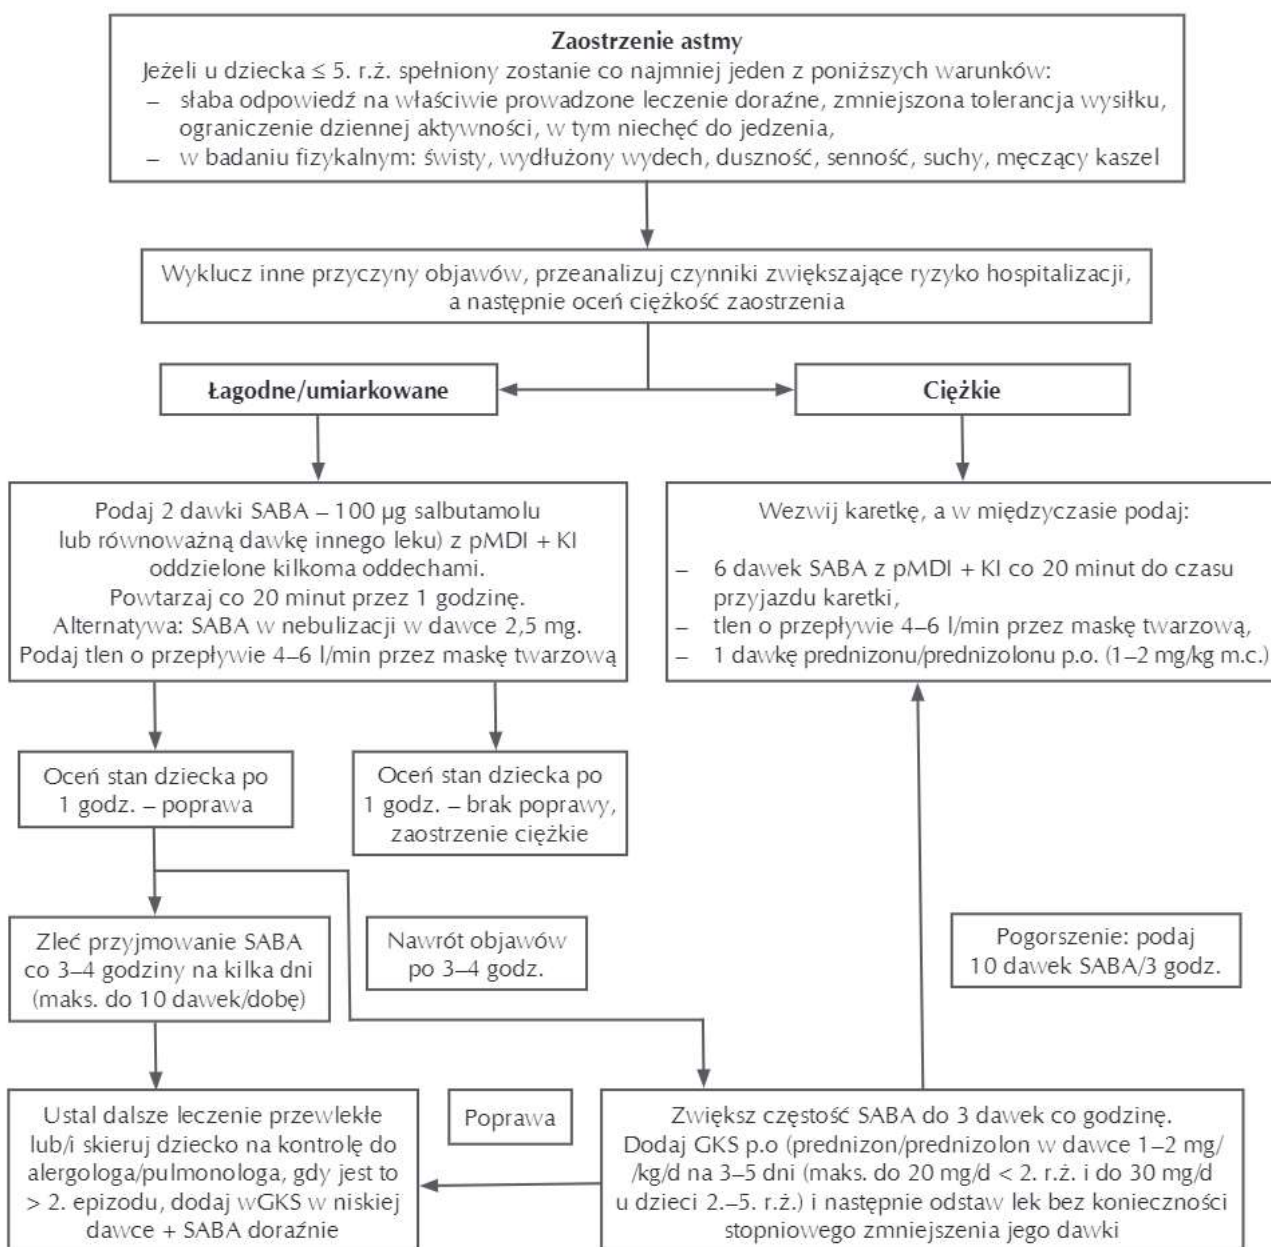 Zaostrzenie astmy
Jeżeli u dziecka ≤ 5. r.ż. spełniony zostanie co najmniej jeden z poniższych warunków:
– słaba odpowiedź na właściwie prowadzone leczenie doraźne, zmniejszona tolerancja wysiłku,
ograniczenie dziennej aktywności, w tym niechęć do jedzenia,
– w badaniu fizykalnym: świsty, wydłużony wydech, duszność, senność, suchy, męczący kaszel
Wyklucz inne przyczyny objawów, przeanalizuj czynniki zwiększające ryzyko hospitalizacji,
a następnie oceń ciężkość zaostrzenia
Łagodne/umiarkowane
Ciężkie
Podaj 2 dawki SABA – 100 µg salbutamolu
lub równoważną dawkę innego leku) z pMDI + KI
oddzielone kilkoma oddechami.
Powtarzaj co 20 minut przez 1 godzinę.
Alternatywa: SABA w nebulizacji w dawce 2,5 mg.
Podaj tlen o przepływie 4–6 l/min przez maskę twarzową
Wezwij karetkę, a w międzyczasie podaj:
– 6 dawek SABA z pMDI + KI co 20 minut do czasu
przyjazdu karetki,
– tlen o przepływie 4–6 l/min przez maskę twarzową,
– 1 dawkę prednizonu/prednizolonu p.o. (1–2 mg/kg m.c.)
Oceń stan dziecka po
1 godz. – poprawa
Oceń stan dziecka po
1 godz. – brak poprawy,
zaostrzenie ciężkie
Zleć przyjmowanie SABA
co 3–4 godziny na kilka dni
(maks. do 10 dawek/dobę)
Nawrót objawów
po 3–4 godz.
Pogorszenie: podaj
10 dawek SABA/3 godz.
Ustal dalsze leczenie przewlekłe
lub/i skieruj dziecko na kontrolę do
alergologa/pulmonologa, gdy jest to
> 2. epizodu, dodaj wGKS w niskiej
dawce + SABA doraźnie
Poprawa
Zwiększ częstość SABA do 3 dawek co godzinę.
Dodaj GKS p.o (prednizon/prednizolon w dawce 1–2 mg/
/kg/d na 3–5 dni (maks. do 20 mg/d < 2. r.ż. i do 30 mg/d
u dzieci 2.–5. r.ż.) i następnie odstaw lek bez konieczności
stopniowego zmniejszenia jego dawki